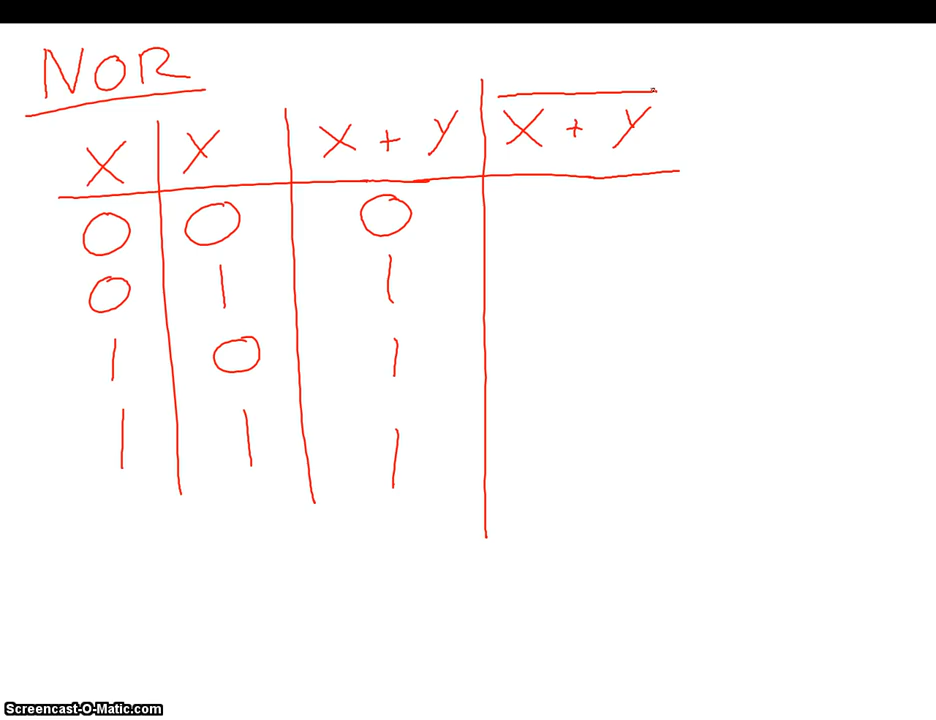 NOR
X Y X + Y X + Y
0 0 0
0 1 1
1 0 1
1 1 1
Screencast-O-Matic.com